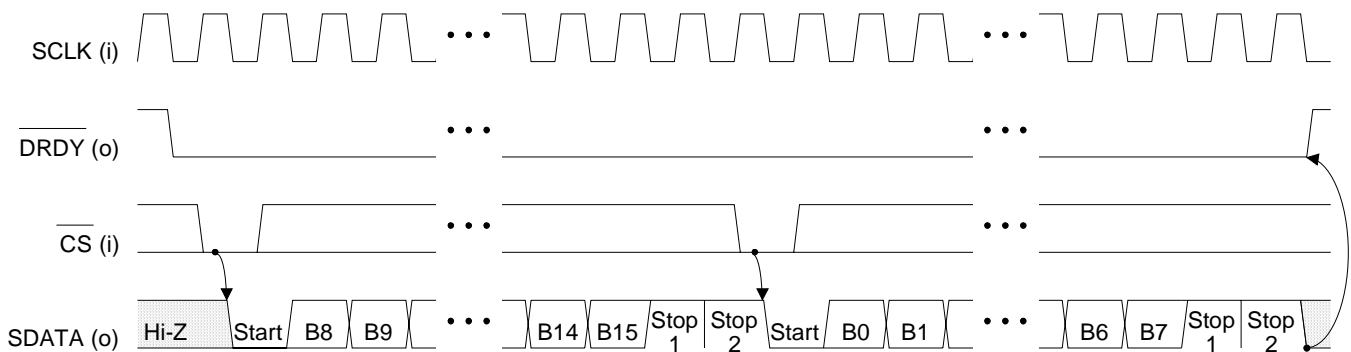 SCLK (i)
• • •
• • •
DRDY (o)
• • •
• • •
CS (i)
• • •
• • •
SDATA (o)
Hi-Z
Start
B8
B9
• • •
B14
B15
Stop
1
Stop
2
Start
B0
B1
• • •
B6
B7
Stop
1
Stop
2